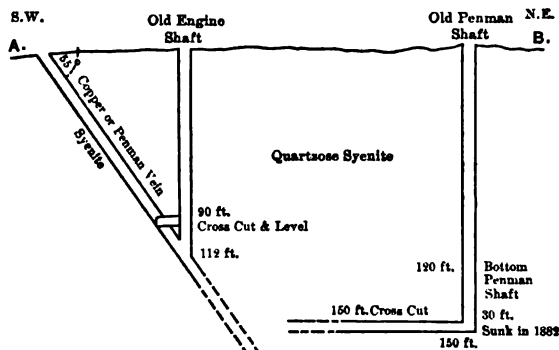 S.W.
Old Engine
Shaft
Old Penman
Shaft
N.E.
A.
B.
55°
Copper or Penman Vein
Syenite
Quartzose Syenite
90 ft.
Cross Cut & Level
112 ft.
120 ft.
Bottom
Penman
Shaft
150 ft. Cross Cut
30 ft.
Sunk in 1882
150 ft.